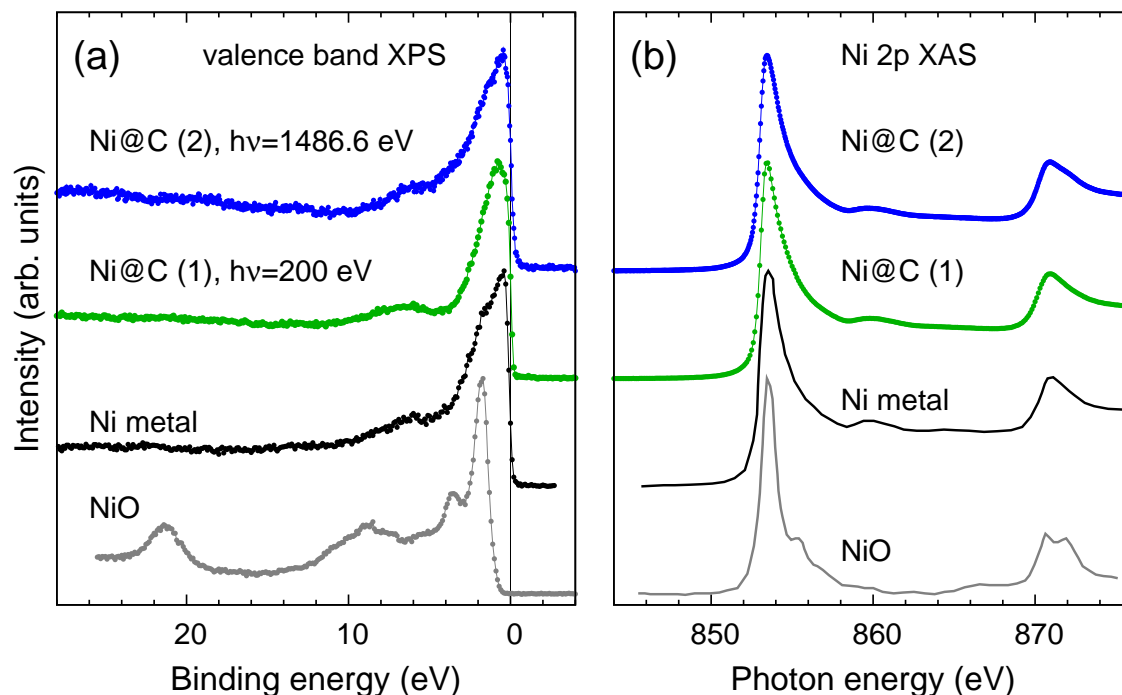 (a)
valence band XPS
Ni@C (2), hν=1486.6 eV
Ni@C (1), hν=200 eV
Ni metal
NiO
Intensity (arb. units)
20
10
0
Binding energy (eV)
(b)
Ni 2p XAS
Ni@C (2)
Ni@C (1)
Ni metal
NiO
850
860
870
Photon energy (eV)